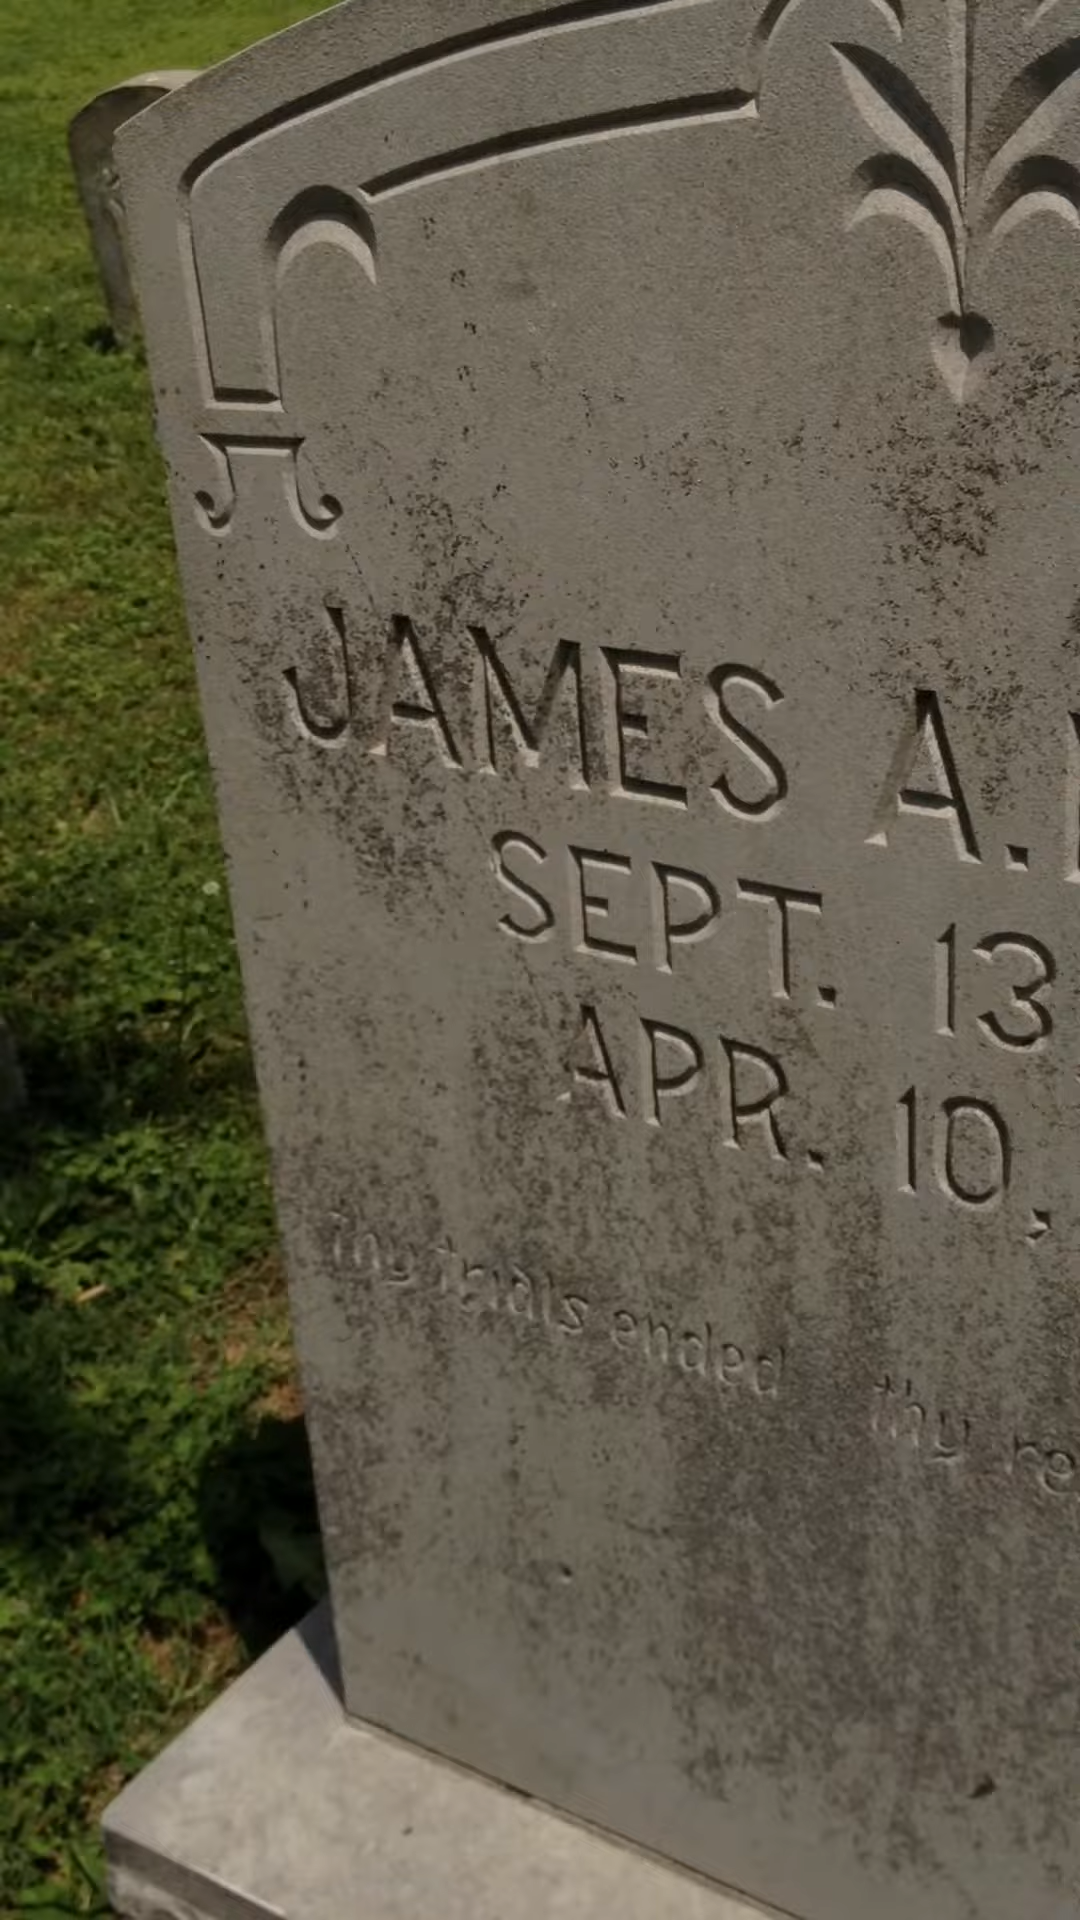 JAMES A.
SEPT. 13
APR. 10,
Thy trials ended thy